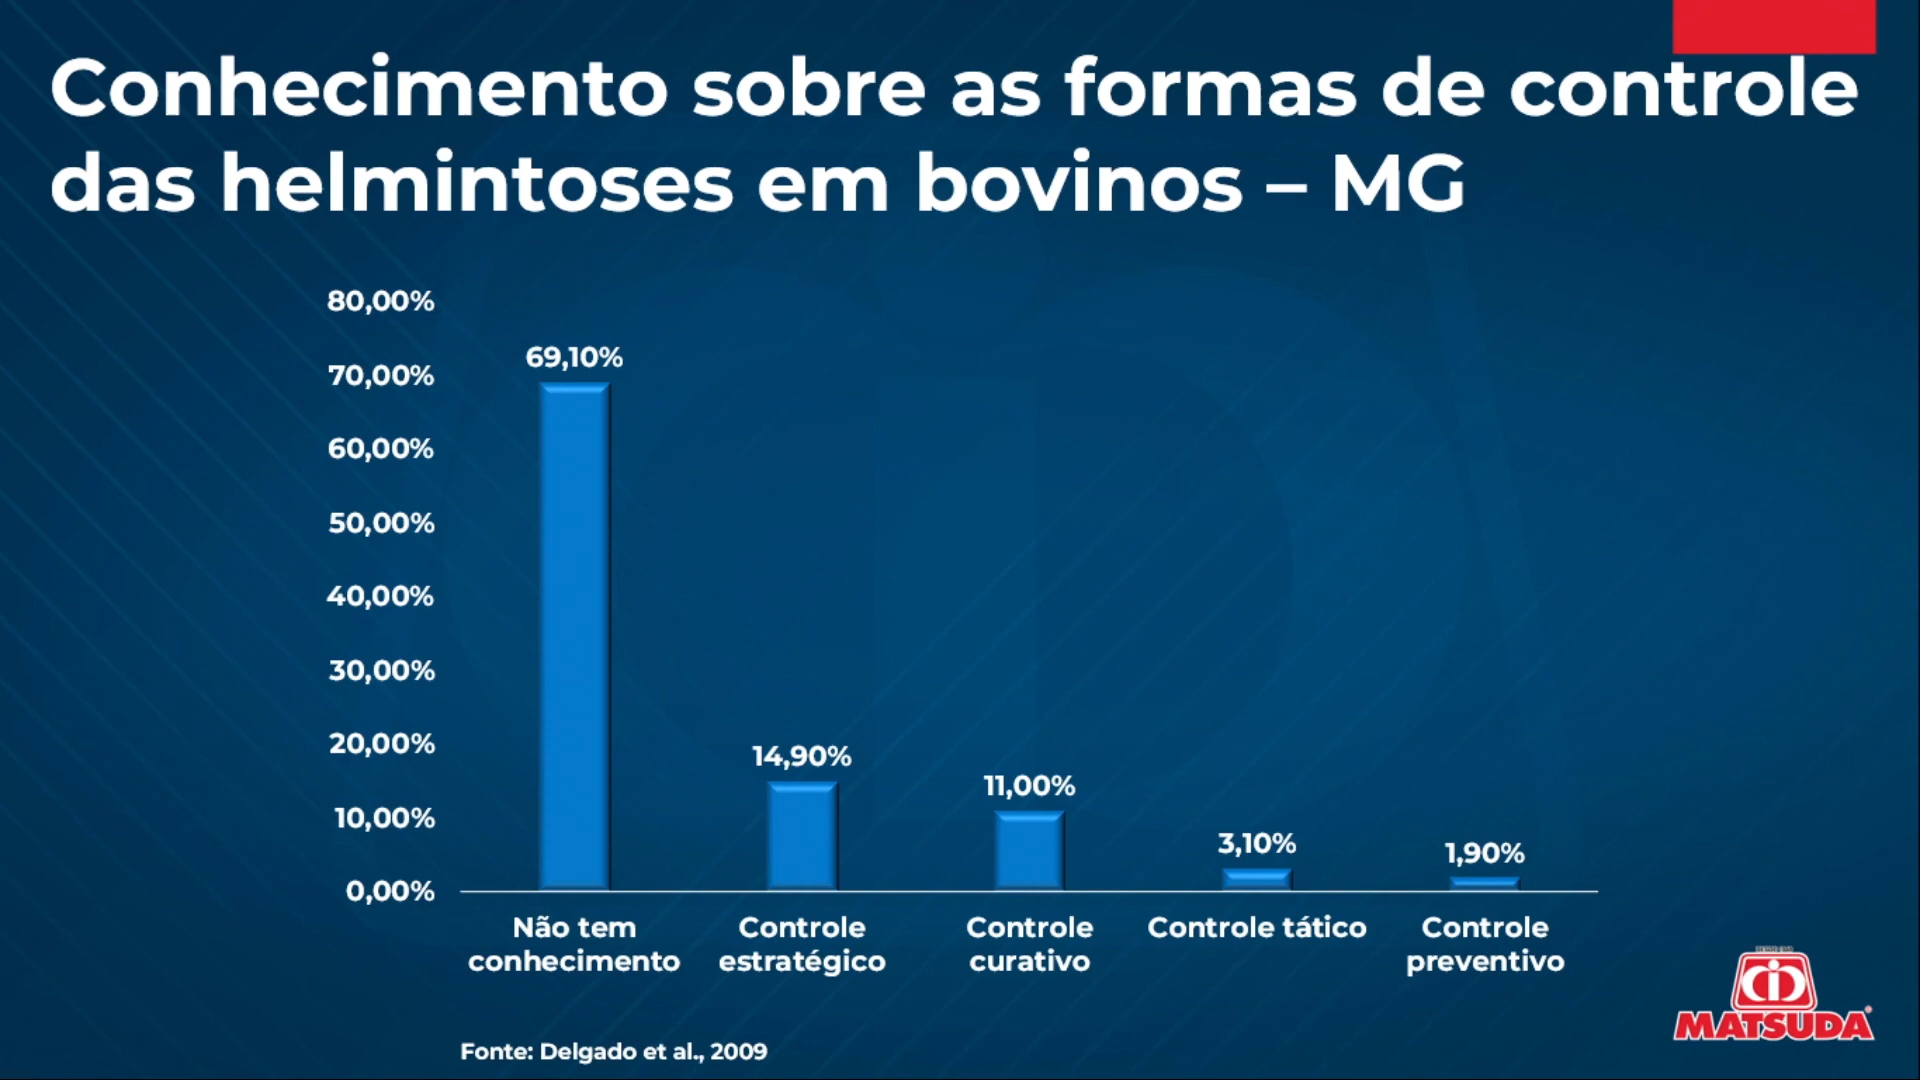 Conhecimento sobre as formas de controle
das helmintoses em bovinos – MG
80,00%
70,00%
60,00%
50,00%
40,00%
30,00%
20,00%
10,00%
0,00%
69,10%
14,90%
11,00%
3,10%
1,90%
Não tem
conhecimento
Controle
estratégico
Controle
curativo
Controle tático
Controle
preventivo
Fonte: Delgado et al., 2009
MATSUDA®